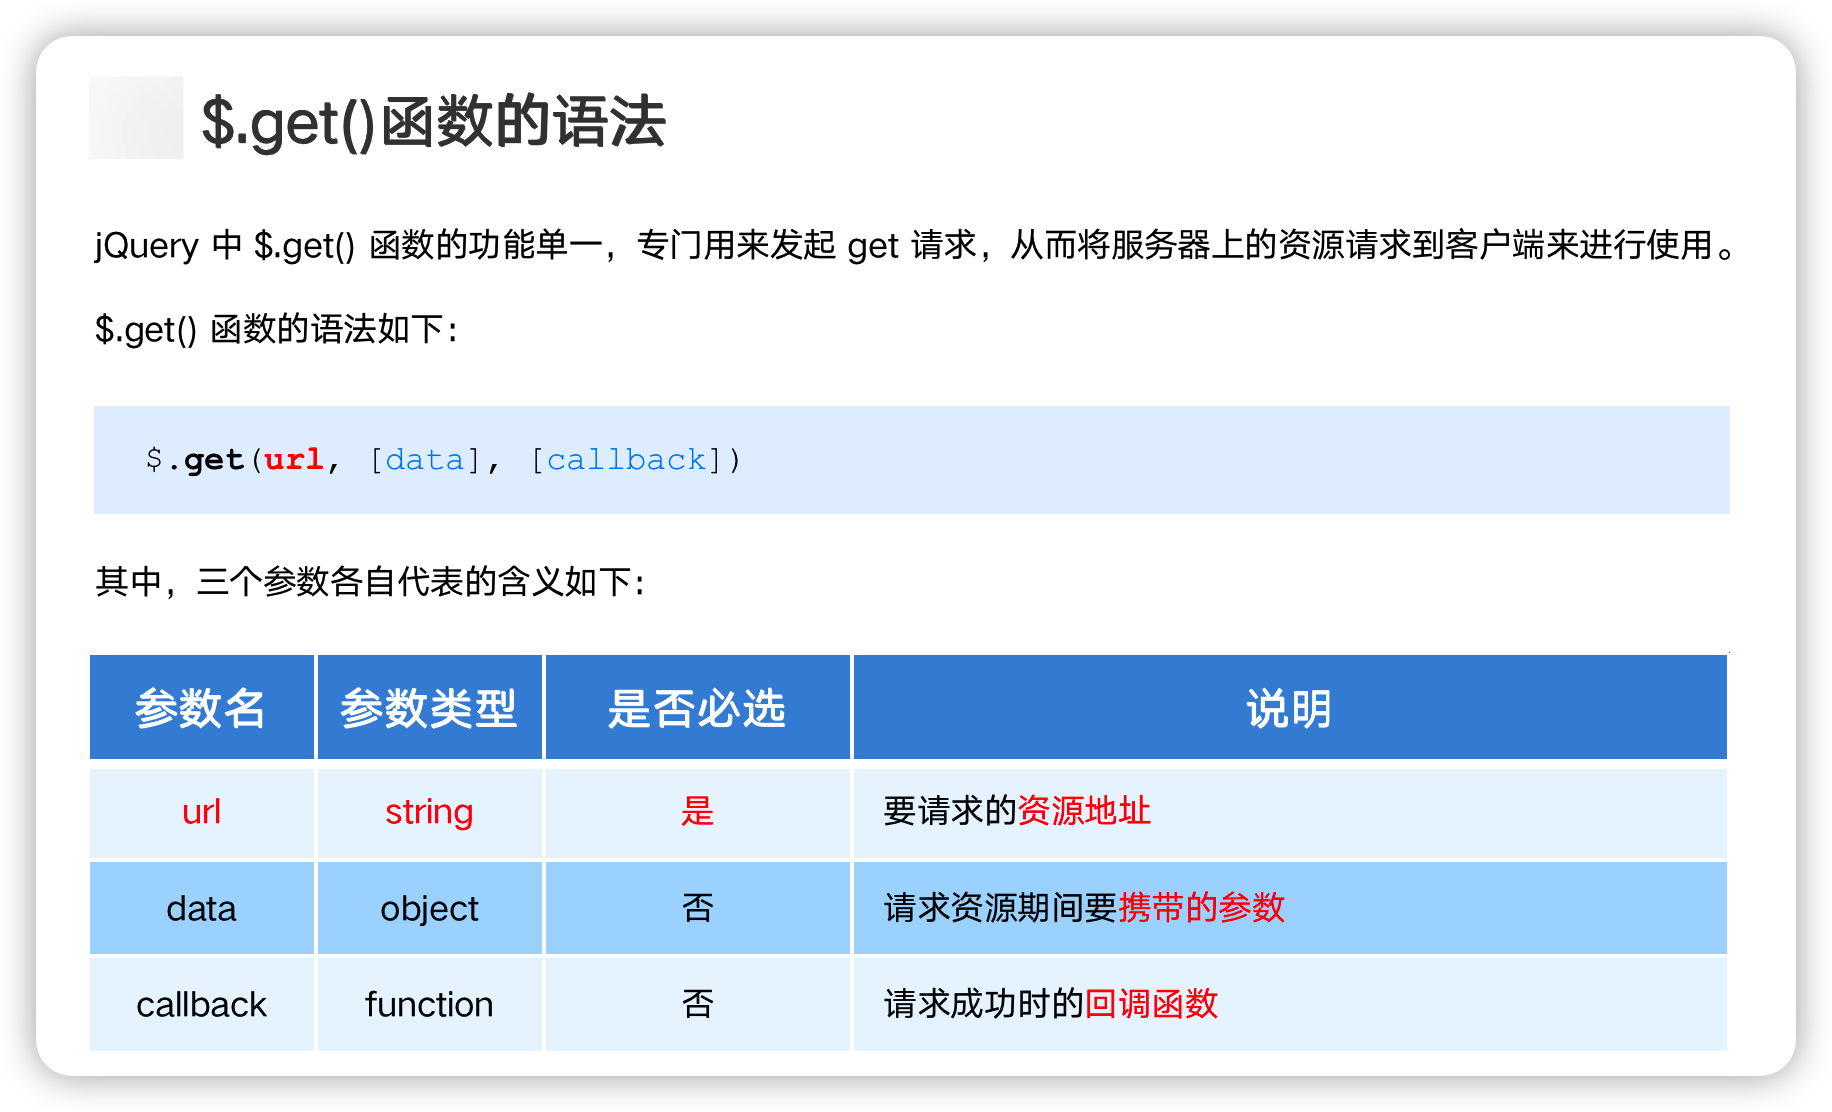 $.get()函数的语法
jQuery 中 $.get() 函数的功能单一，专门用来发起 get 请求，从而将服务器上的资源请求到客户端来进行使用。
$.get() 函数的语法如下：
$.get(url, [data], [callback])
其中，三个参数各自代表的含义如下：
参数名 参数类型 是否必选 说明
url string 是 要请求的资源地址
data object 否 请求资源期间要携带的参数
callback function 否 请求成功时的回调函数